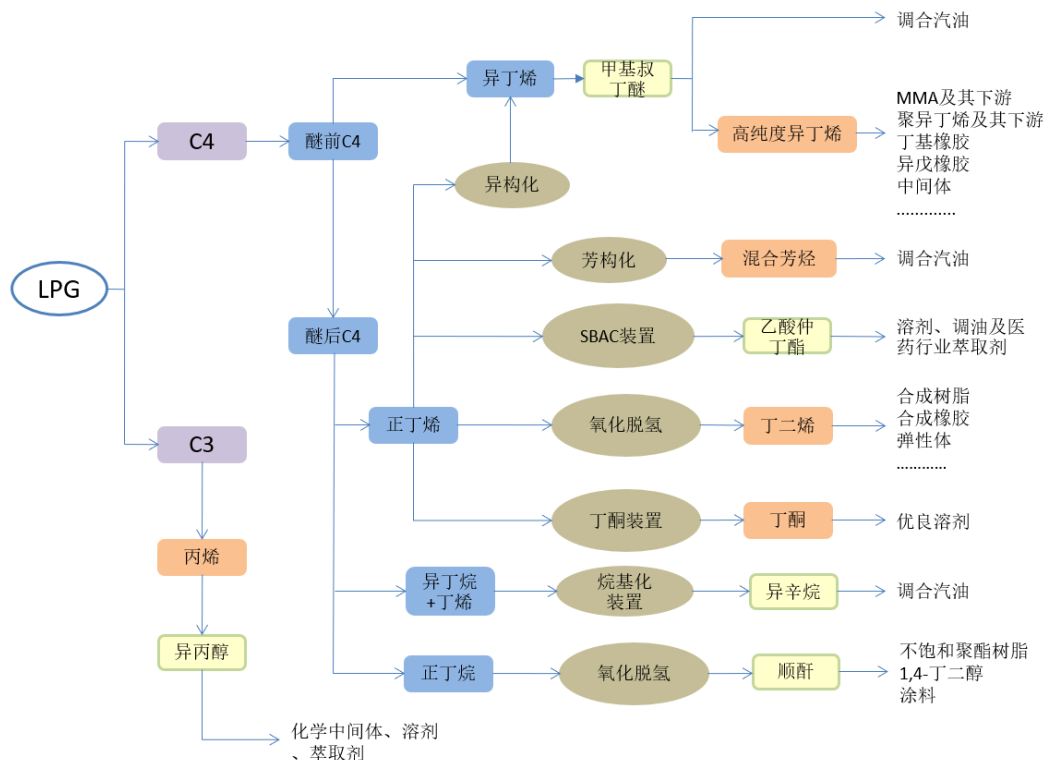 调合汽油
异丁烯
甲基叔
丁醚
MMA及其下游
聚异丁烯及其下游
丁基橡胶
异戊橡胶
中间体
.............
高纯度异丁烯
C4
醚前C4
异构化
芳构化
混合芳烃
调合汽油
LPG
醚后C4
SBAC装置
乙酸仲
丁酯
溶剂、调油及医
药行业萃取剂
正丁烯
氧化脱氢
丁二烯
合成树脂
合成橡胶
弹性体
............
C3
丁酮装置
丁酮
优良溶剂
丙烯
异丁烷
+丁烯
烷基化
装置
异辛烷
调合汽油
异丙醇
正丁烷
氧化脱氢
顺酐
不饱和聚酯树脂
1,4-丁二醇
涂料
化学中间体、溶剂
、萃取剂